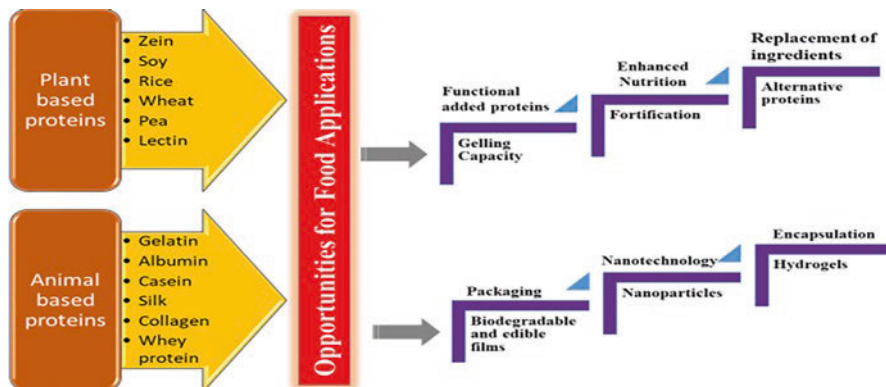 Plant
based
proteins
• Zein
• Soy
• Rice
• Wheat
• Pea
• Lectin
Animal
based
proteins
• Gelatin
• Albumin
• Casein
• Silk
• Collagen
• Whey
protein
Opportunities for Food Applications
Functional
added proteins
Gelling
Capacity
Enhanced
Nutrition
Fortification
Replacement of
ingredients
Alternative
proteins
Packaging
Biodegradable
and edible
films
Nanotechnology
Nanoparticles
Encapsulation
Hydrogels